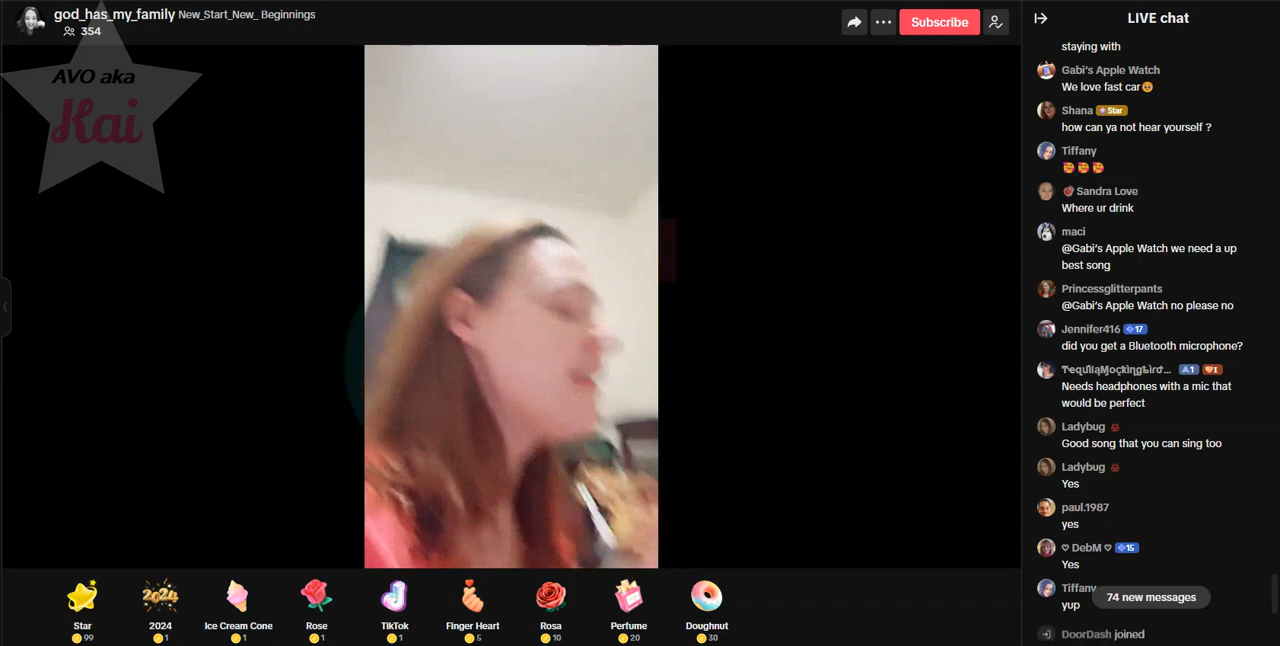 god_has_my_family New_Start_New_ Beginnings
354
Subscribe
AVO aka
Kai
LIVE chat
staying with
Gabi's Apple Watch
We love fast car
Shana Star
how can ya not hear yourself ?
Tiffany
Sandra Love
Where ur drink
maci
@Gabi's Apple Watch we need a up
best song
Princessglitterpants
@Gabi's Apple Watch no please no
Jennifer416 17
did you get a Bluetooth microphone?
1 1
Needs headphones with a mic that
would be perfect
Ladybug
Good song that you can sing too
Ladybug
Yes
paul.1987
yes
♡ DebM ♡ 15
Yes
Tiffany
yup
74 new messages
DoorDash joined
Star
99
2024
2024
1
Ice Cream Cone
1
Rose
1
TikTok
1
Finger Heart
5
Rosa
10
Perfume
20
Doughnut
30